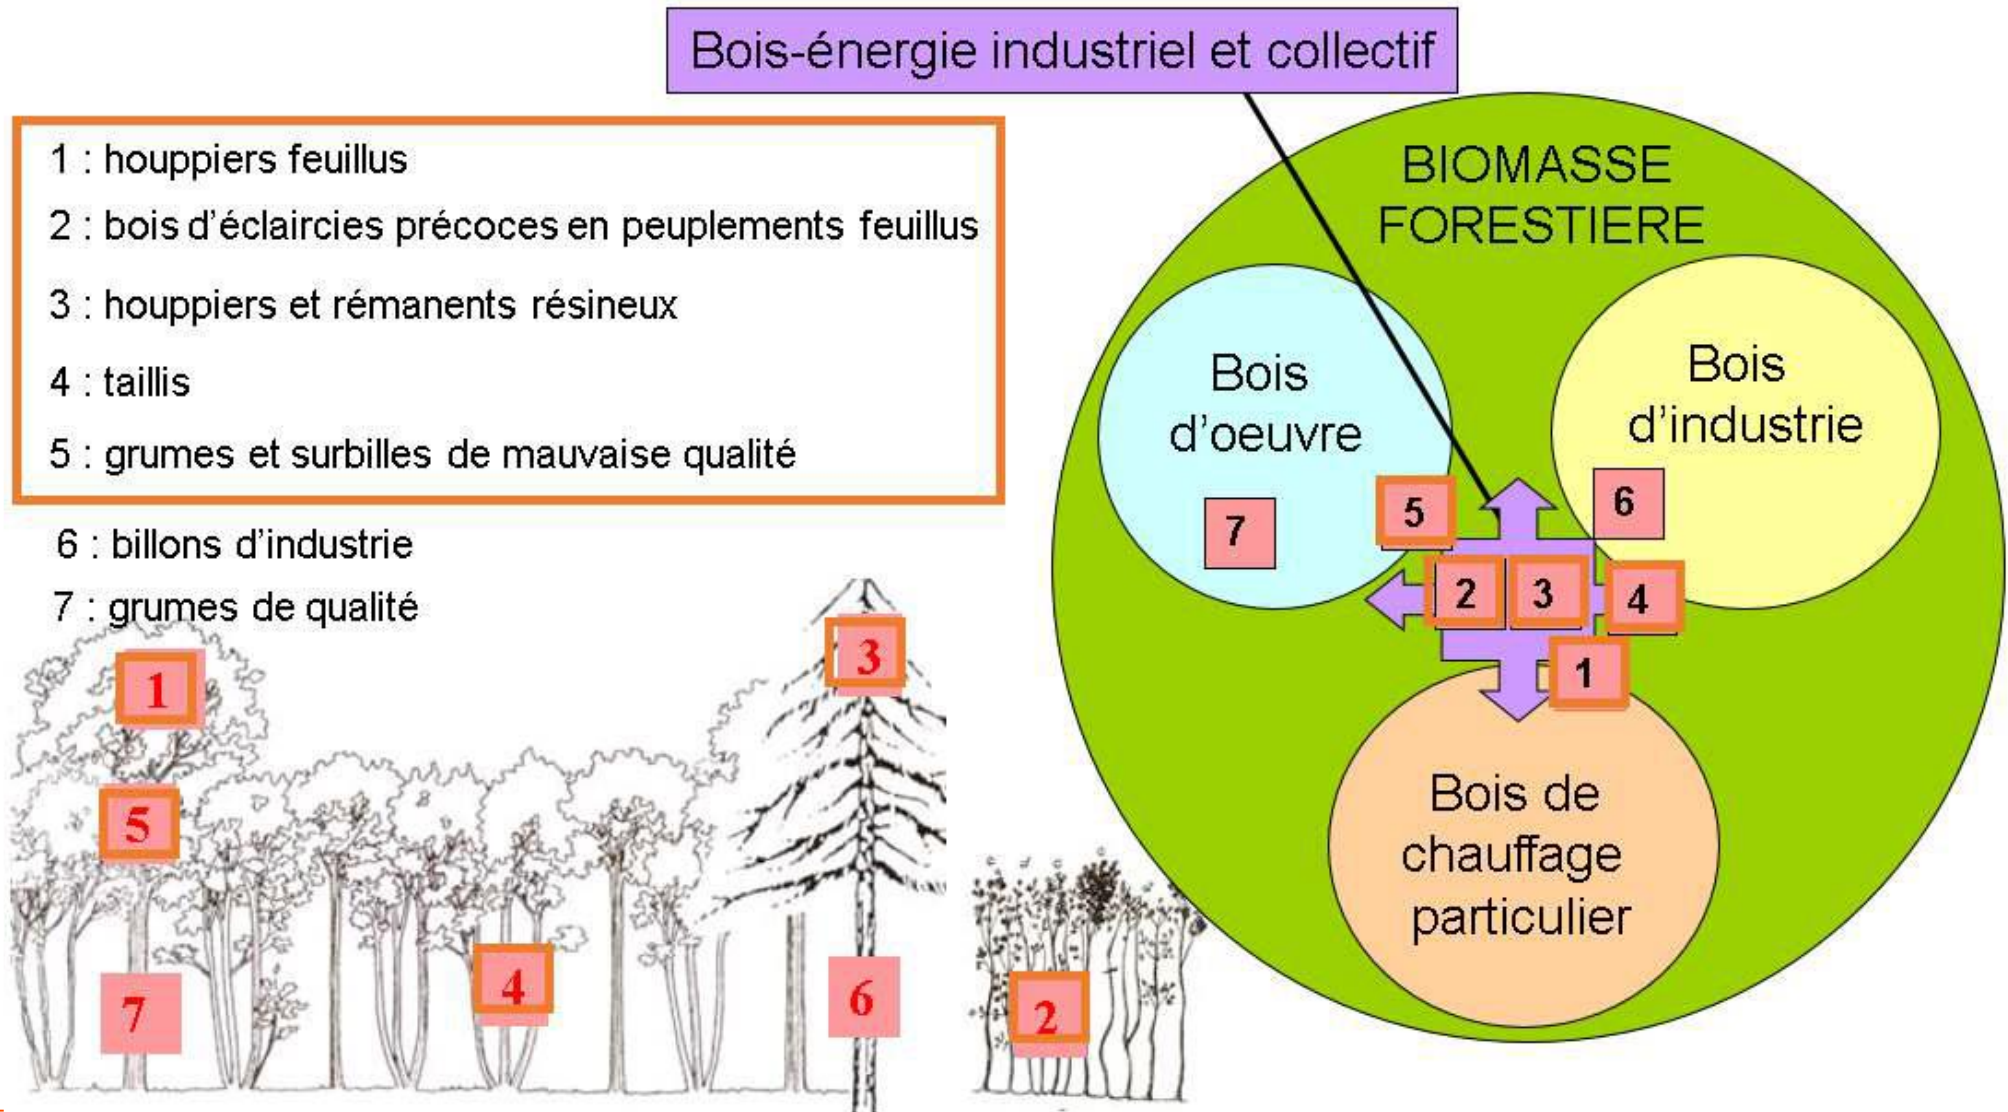 Bois-énergie industriel et collectif
1 : houppiers feuillus
2 : bois d'éclaircies précoces en peuplements feuillus
3 : houppiers et rémanents résineux
4 : taillis
5 : grumes et surbilles de mauvaise qualité
6 : billons d'industrie
7 : grumes de qualité
1
5
7
4
3
6
2
BIOMASSE
FORESTIERE
Bois
d'oeuvre
Bois
d'industrie
7
5
6
2
3
4
1
Bois de
chauffage
particulier